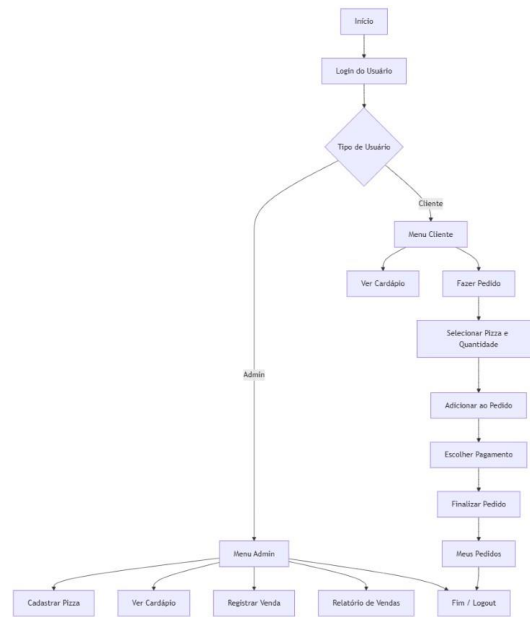 Início
Login do Usuário
Tipo de Usuário
Cliente
Menu Cliente
Ver Cardápio
Fazer Pedido
Selecionar Pizza e
Quantidade
Adicionar ao Pedido
Admin
Escolher Pagamento
Finalizar Pedido
Menu Admin
Meus Pedidos
Cadastrar Pizza
Ver Cardápio
Registrar Venda
Relatório de Vendas
Fim / Logout